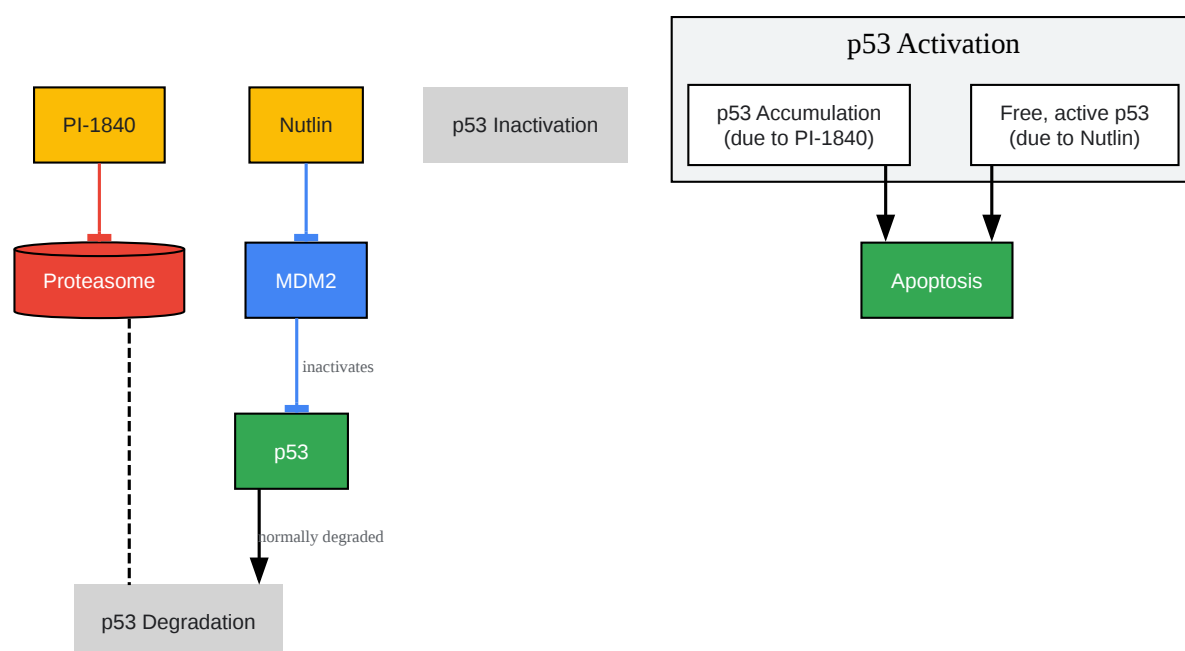 p53 Activation
PI-1840
Nutlin
p53 Inactivation
p53 Accumulation
(due to PI-1840)
Free, active p53
(due to Nutlin)
Proteasome
MDM2
Apoptosis
inactivates
p53
normally degraded
p53 Degradation